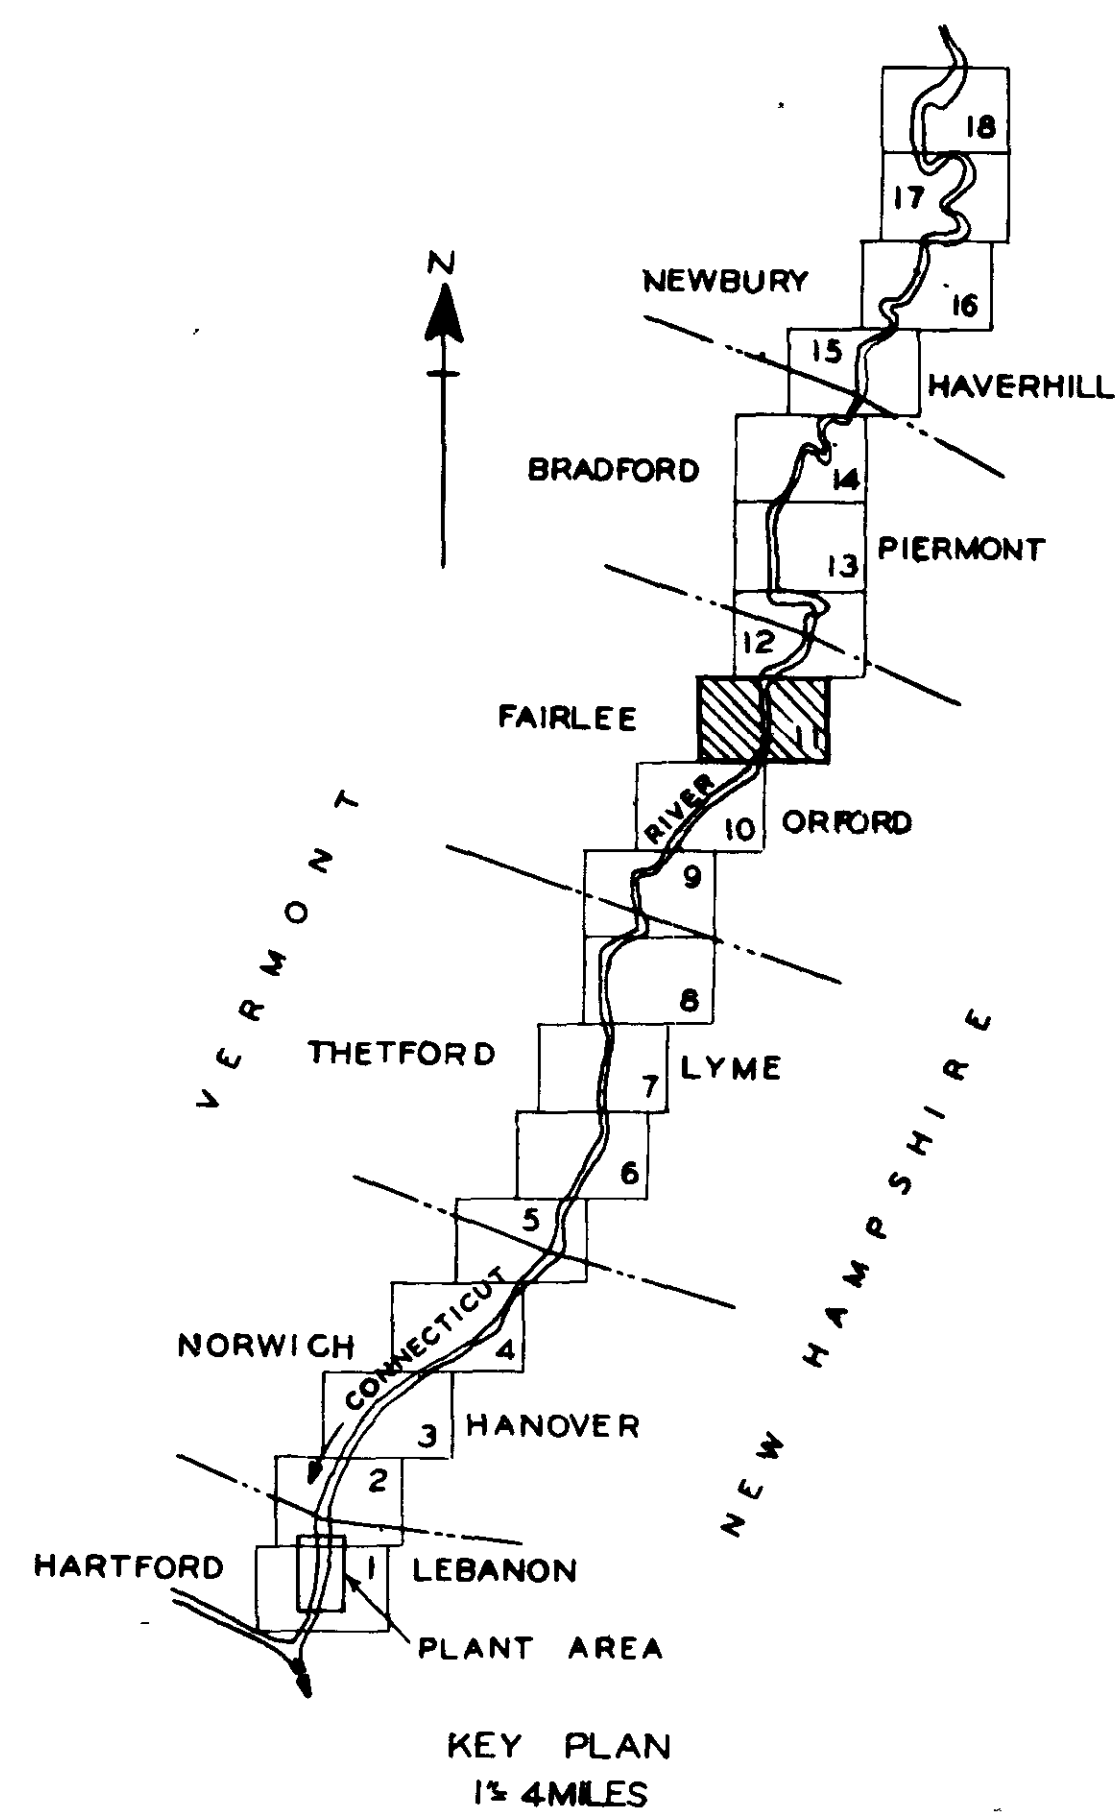 18
17
N
NEWBURY
16
15
HAVERHILL
BRADFORD
14
PIERMONT
13
12
FAIRLEE
11
RIVER
10
ORFORD
VERMONT
9
8
THETFORD
LYME
7
NEW HAMPSHIRE
6
5
CONNECTICUT
NORWICH
4
HANOVER
3
2
HARTFORD
1
LEBANON
PLANT AREA
KEY PLAN
1"= 4 MILES